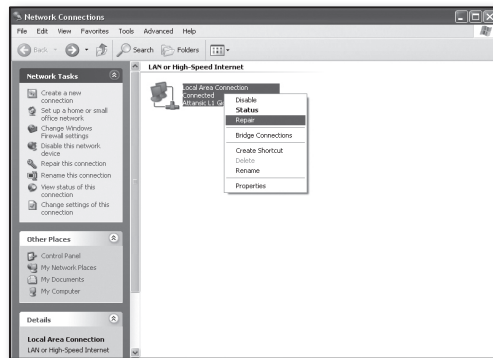 Network Connections
File Edit View Favorites Tools Advanced Help
Back Search Folders
Network Tasks
Create a new
connection
Set up a home or small
office network
Change Windows
Firewall settings
Disable this network
device
Repair this connection
Rename this connection
View status of this
connection
Change settings of this
connection
Other Places
Control Panel
My Network Places
My Documents
My Computer
Details
Local Area Connection
LAN or High-Speed Internet
LAN or High-Speed Internet
Local Area Connection
Connected
Attansic L1 Gi
Disable
Status
Repair
Bridge Connections
Create Shortcut
Delete
Rename
Properties